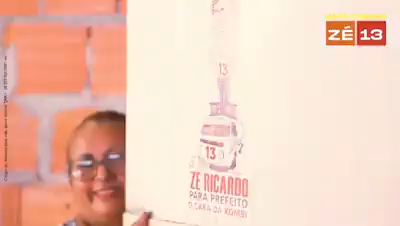 ZÉ 13
13
13
ZÉ RICARDO
PARA PREFEITO
O CARA DA KOMBI